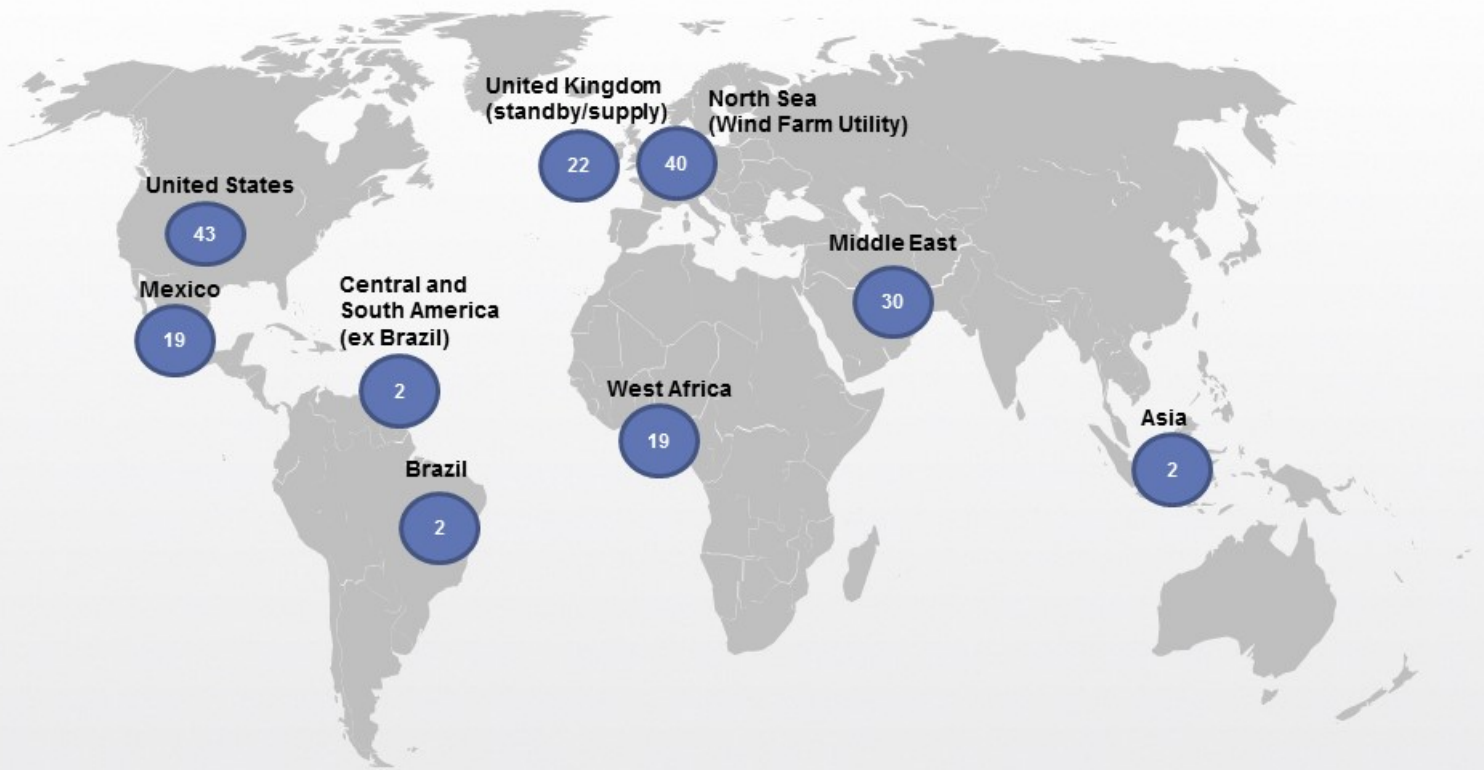 United Kingdom
(standby/supply)
North Sea
(Wind Farm Utility)
22
40
United States
43
Middle East
30
Mexico
19
Central and
South America
(ex Brazil)
2
West Africa
19
Asia
2
Brazil
2